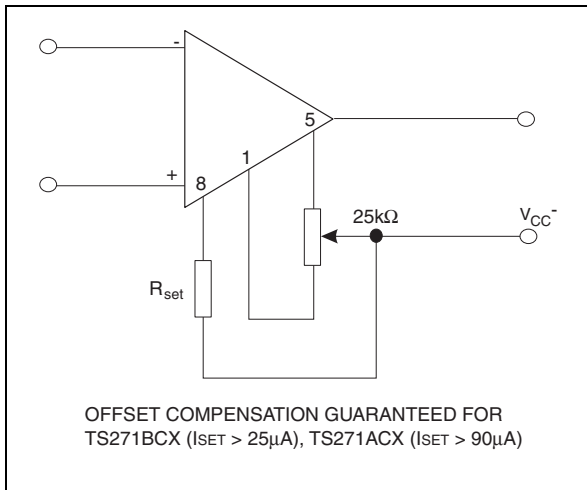 -
5
1
+
8
25kΩ
VCC-
Rset
OFFSET COMPENSATION GUARANTEED FOR
TS271BCX (ISET > 25µA), TS271ACX (ISET > 90µA)